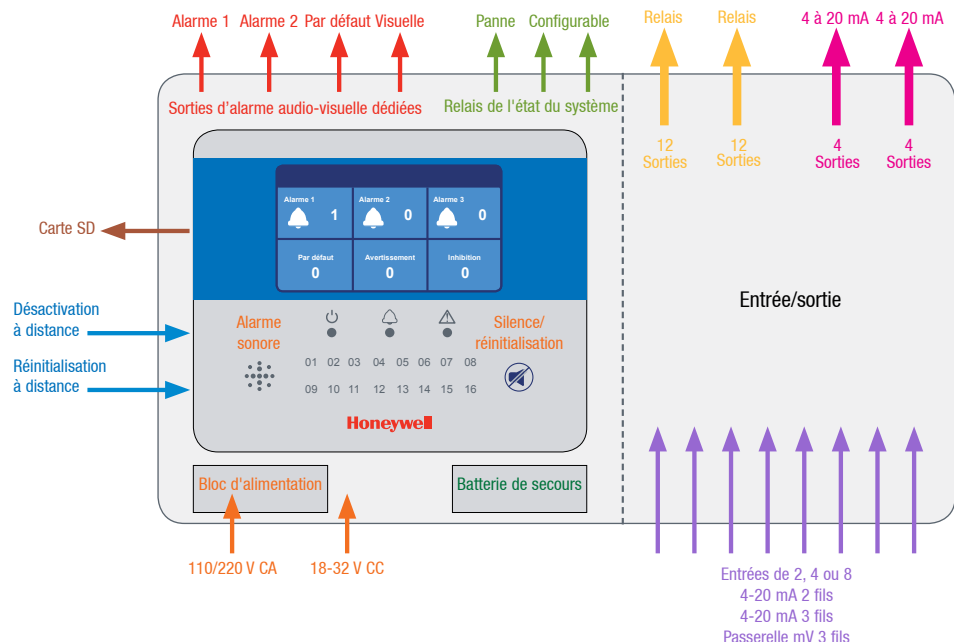 Alarme 1 Alarme 2 Par défaut Visuelle
Panne Configurable
Relais Relais
4 à 20 mA 4 à 20 mA
Sorties d'alarme audio-visuelle dédiées
Relais de l'état du système
12
Sorties
12
Sorties
4
Sorties
4
Sorties
Alarme 1
1
Alarme 2
0
Alarme 3
0
Par défaut
0
Avertissement
0
Inhibition
0
Carte SD
Désactivation
à distance
Réinitialisation
à distance
Alarme
sonore
Silence/
réinitialisation
01 02 03 04 05 06 07 08
09 10 11 12 13 14 15 16
Honeywell
Entrée/sortie
Bloc d'alimentation
Batterie de secours
110/220 V CA
18-32 V CC
Entrées de 2, 4 ou 8
4-20 mA 2 fils
4-20 mA 3 fils
Passerelle mV 3 fils